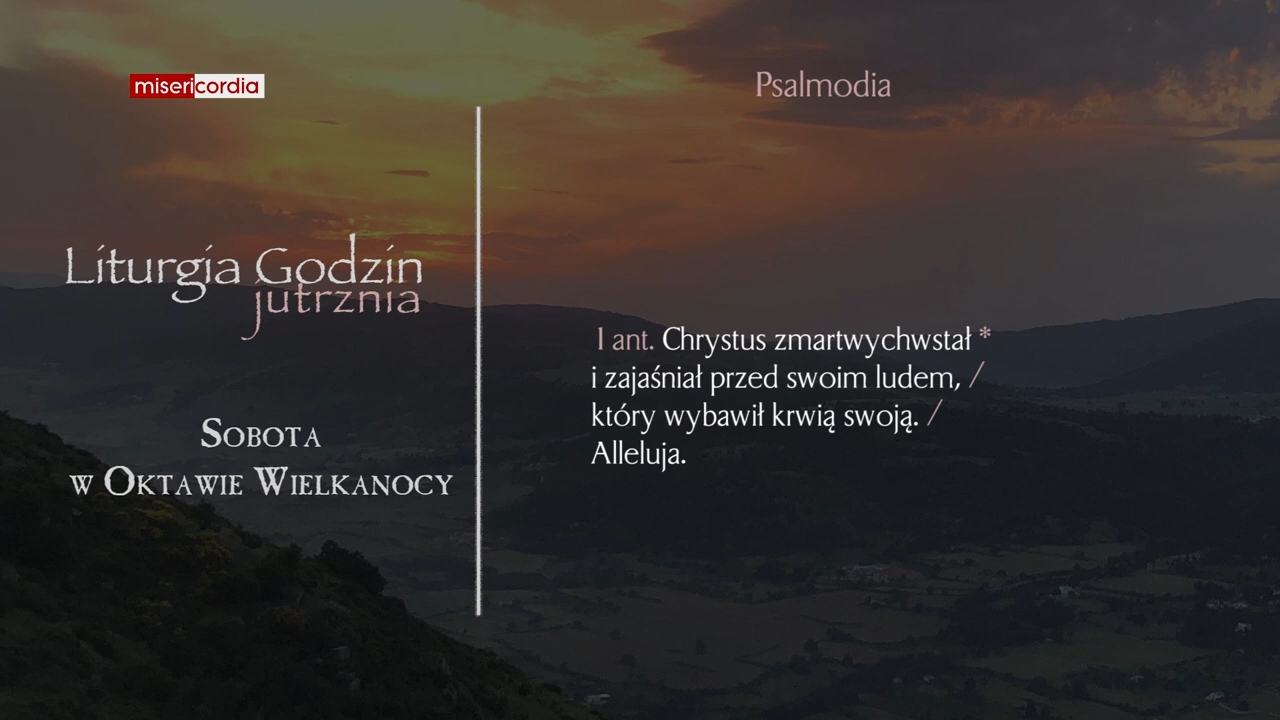 misericordia
Psalmodia
Liturgia Godzin
jutrznia
Sobota
w Oktawie Wielkanocy
1 ant. Chrystus zmartwychwstał *
i zajaśniał przed swoim ludem, /
który wybawił krwią swoją. /
Alleluja.